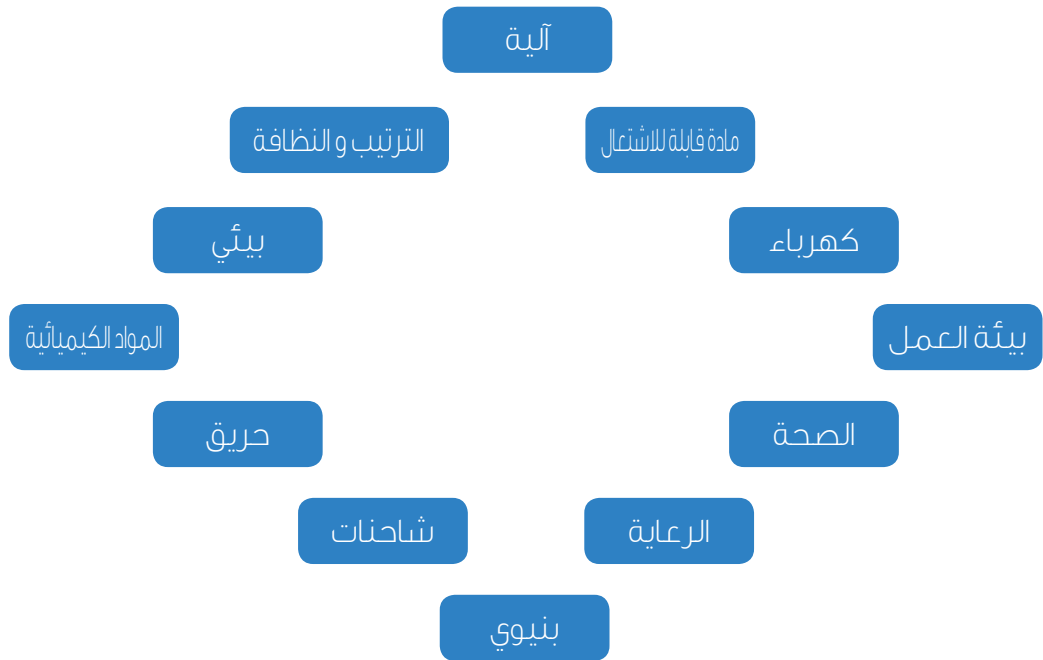 آلية
مادة قابلة للاشتعال
الترتيب و النظافة
كهرباء
بيئي
بيئة العمل
المواد الكيميائية
الصحة
حريق
الرعاية
شاحنات
بنيوي